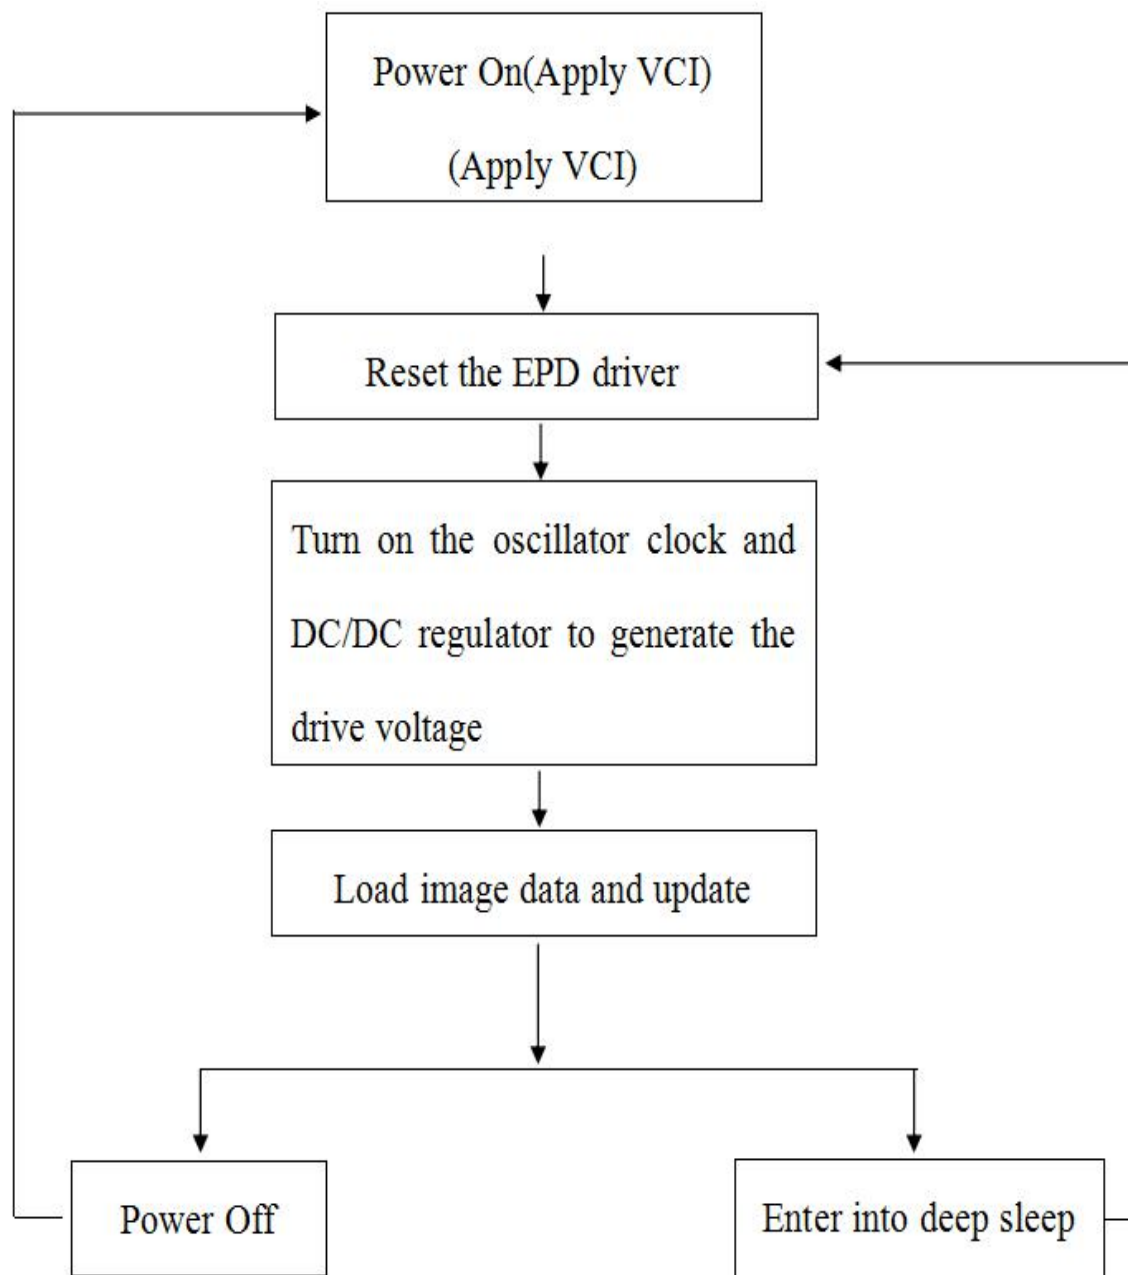 Power On(Apply VCI)
(Apply VCI)
Reset the EPD driver
Turn on the oscillator clock and
DC/DC regulator to generate the
drive voltage
Load image data and update
Power Off
Enter into deep sleep